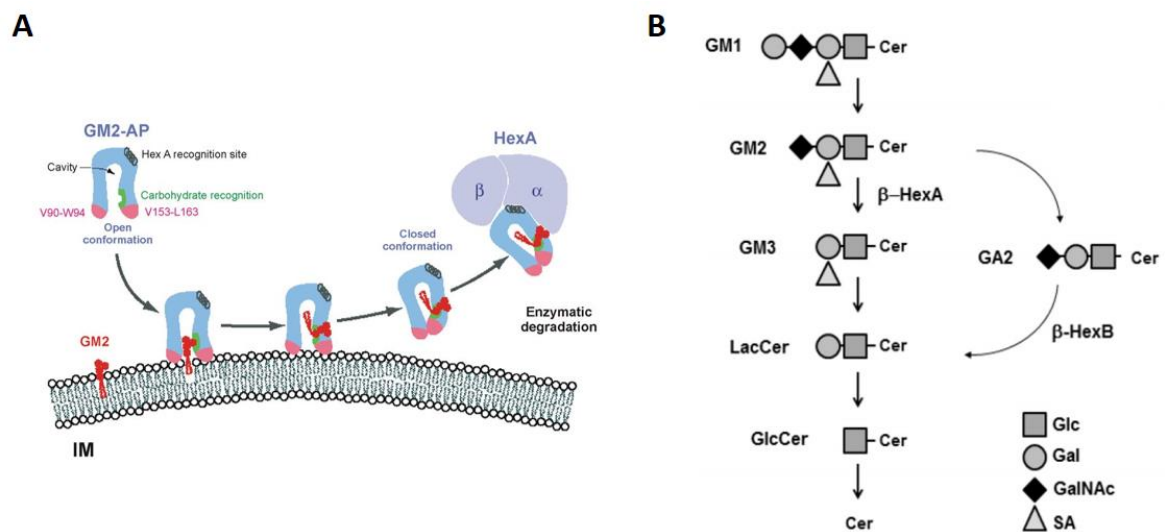 A
GM2-AP
Cavity
Hex A recognition site
Carbohydrate recognition
V90-W94
V153-L163
Open
conformation
GM2
IM
Closed
conformation
HexA
β
α
Enzymatic
degradation
B
GM1
Cer
GM2
Cer
β-HexA
GM3
Cer
GA2
Cer
β-HexB
LacCer
Cer
GlcCer
Cer
Cer
Glc
Gal
GalNAc
SA